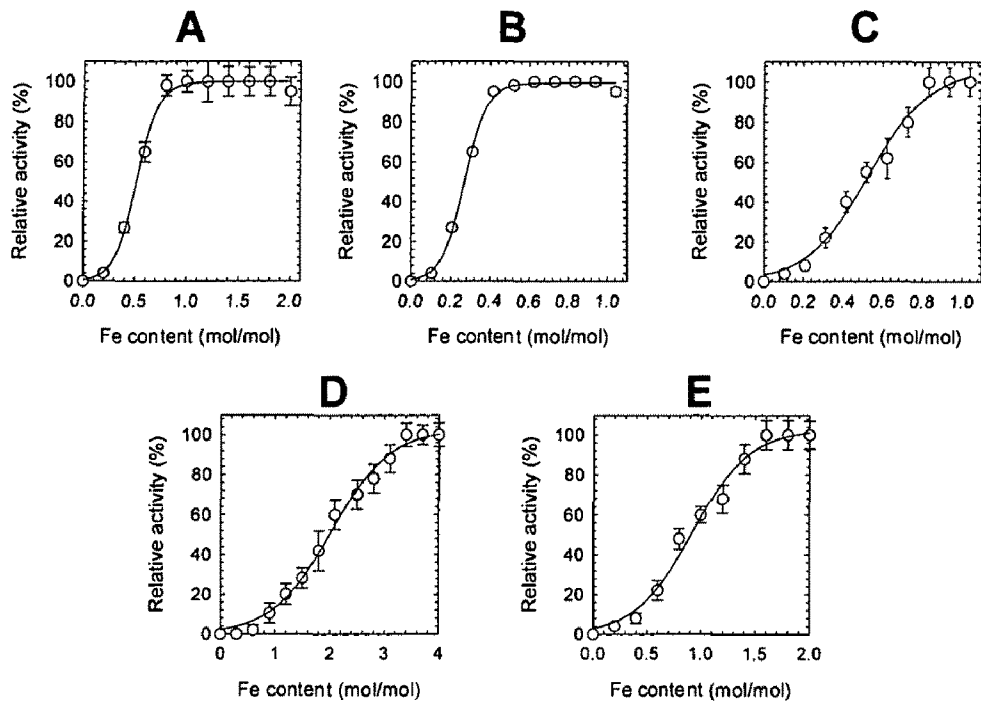 A
B
C
Relative activity (%)
100
80
60
40
20
0
0.0 0.5 1.0 1.5 2.0
Fe content (mol/mol)
Relative activity (%)
100
80
60
40
20
0
0.0 0.2 0.4 0.6 0.8 1.0
Fe content (mol/mol)
Relative activity (%)
100
80
60
40
20
0
0.0 0.2 0.4 0.6 0.8 1.0
Fe content (mol/mol)
D
E
Relative activity (%)
100
80
60
40
20
0
0 1 2 3 4
Fe content (mol/mol)
Relative activity (%)
100
80
60
40
20
0
0.0 0.5 1.0 1.5 2.0
Fe content (mol/mol)